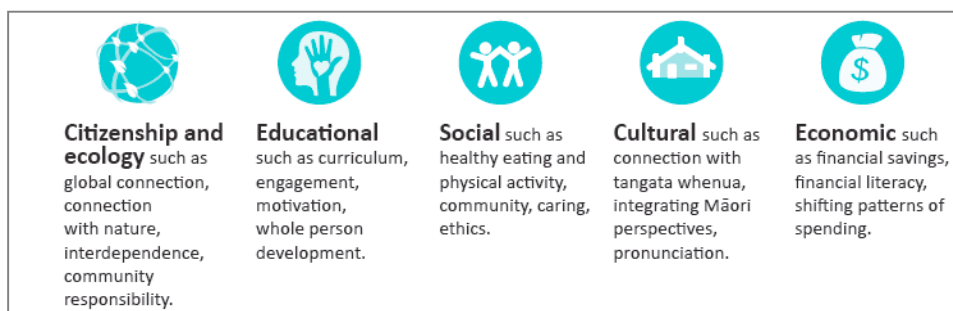 $
Citizenship and
ecology such as
global connection,
connection
with nature,
interdependence,
community
responsibility.
Educational
such as curriculum,
engagement,
motivation,
whole person
development.
Social such as
healthy eating and
physical activity,
community, caring,
ethics.
Cultural such as
connection with
tangata whenua,
integrating Māori
perspectives,
pronunciation.
Economic such
as financial savings,
financial literacy,
shifting patterns of
spending.